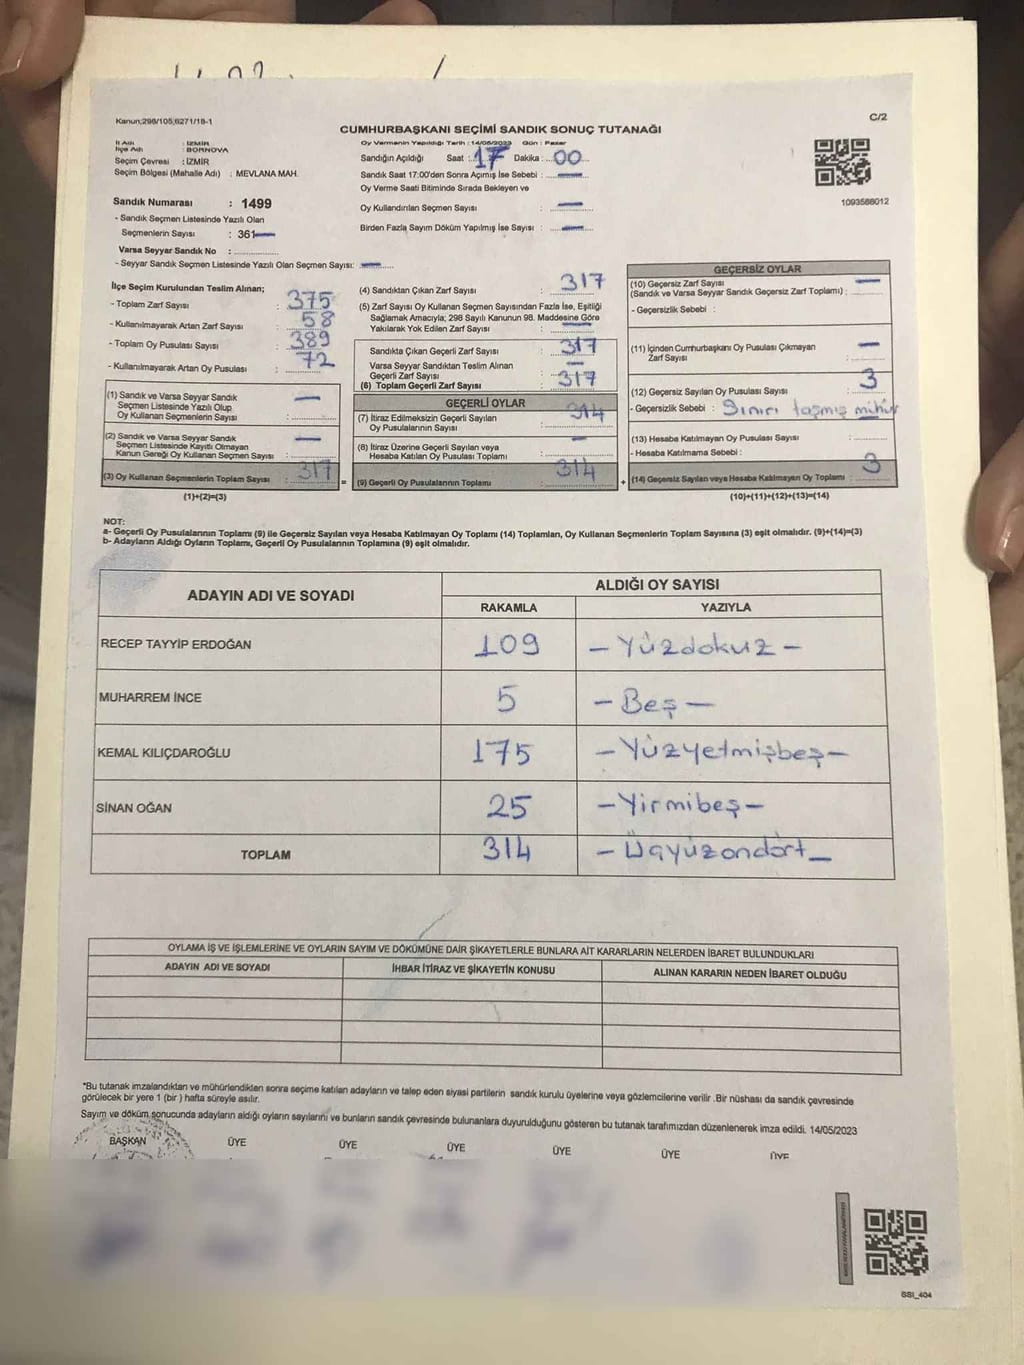 Kanun;298/105,6271/18-1
C/2
CUMHURBAŞKANI SEÇİMİ SANDIK SONUÇ TUTANAĞI
İl Adı : İZMİR
İlçe Adı : BORNOVA
Seçim Çevresi : İZMİR
Seçim Bölgesi (Mahalle Adı) : MEVLANA MAH.
Oy Vermenin Yapıldığı Tarih :14/05/2023 Gün : Pazar
Sandığın Açıldığı Saat : 17 Dakika : 00
Sandık Saat 17:00'den Sonra Açımış İse Sebebi : —
Oy Verme Saati Bitiminde Sırada Bekleyen ve
Oy Kullandırılan Seçmen Sayısı : —
Birden Fazla Sayım Döküm Yapılmış İse Sayısı : —
1093588012
Sandık Numarası : 1499
- Sandık Seçmen Listesinde Yazılı Olan
Seçmenlerin Sayısı : 361—
Varsa Seyyar Sandık No :
- Seyyar Sandık Seçmen Listesinde Yazılı Olan Seçmen Sayısı: —
İlçe Seçim Kurulundan Teslim Alınan;
- Toplam Zarf Sayısı : 375
- Kullanılmayarak Artan Zarf Sayısı : 58
- Toplam Oy Pusulası Sayısı : 389
- Kullanılmayarak Artan Oy Pusulası : 72
(1) Sandık ve Varsa Seyyar Sandık
Seçmen Listesinde Yazılı Olup
Oy Kullanan Seçmenlerin Sayısı : —
(2) Sandık ve Varsa Seyyar Sandık
Seçmen Listesinde Kayıtlı Olmayan
Kanun Gereği Oy Kullanan Seçmen Sayısı : —
(3) Oy Kullanan Seçmenlerin Toplam Sayısı : 317
(1)+(2)=(3)
(4) Sandıktan Çıkan Zarf Sayısı : 317
(5) Zarf Sayısı Oy Kullanan Seçmen Sayısından Fazla İse, Eşitliği
Sağlamak Amacıyla; 298 Sayılı Kanunun 98. Maddesine Göre
Yakılarak Yok Edilen Zarf Sayısı : —
Sandıkta Çıkan Geçerli Zarf Sayısı : 317
Varsa Seyyar Sandıktan Teslim Alınan
Geçerli Zarf Sayısı : —
(6) Toplam Geçerli Zarf Sayısı : 317
GEÇERLİ OYLAR
(7) İtiraz Edilmeksizin Geçerli Sayılan
Oy Pusulalarının Sayısı : 314
(8) İtiraz Üzerine Geçerli Sayılan veya
Hesaba Katılan Oy Pusulası Toplamı : —
(9) Geçerli Oy Pusulalarının Toplamı : 314
GEÇERSİZ OYLAR
(10) Geçersiz Zarf Sayısı —
(Sandık ve Varsa Seyyar Sandık Geçersiz Zarf Toplamı) :
- Geçersizlik Sebebi :
(11) İçinden Cumhurbaşkanı Oy Pusulası Çıkmayan
Zarf Sayısı : —
(12) Geçersiz Sayılan Oy Pusulası Sayısı : 3
- Geçersizlik Sebebi : Sınırı taşmış mühür
(13) Hesaba Katılmayan Oy Pusulası Sayısı :
- Hesaba Katılmama Sebebi :
(14) Geçersiz Sayılan veya Hesaba Katılmayan Oy Toplamı : 3
(10)+(11)+(12)+(13)=(14)
NOT:
a- Geçerli Oy Pusulalarının Toplamı (9) ile Geçersiz Sayılan veya Hesaba Katılmayan Oy Toplamı (14) Toplamları, Oy Kullanan Seçmenlerin Toplam Sayısına (3) eşit olmalıdır. (9)+(14)=(3)
b- Adayların Aldığı Oyların Toplamı, Geçerli Oy Pusulalarının Toplamına (9) eşit olmalıdır.
ADAYIN ADI VE SOYADI
ALDIĞI OY SAYISI
RAKAMLA YAZIYLA
RECEP TAYYİP ERDOĞAN 109 – Yüzdokuz –
MUHARREM İNCE 5 – Beş –
KEMAL KILIÇDAROĞLU 175 – Yüzyetmişbeş –
SİNAN OĞAN 25 – Yirmibeş –
TOPLAM 314 – Üçyüzondört –
OYLAMA İŞ VE İŞLEMLERİNE VE OYLARIN SAYIM VE DÖKÜMÜNE DAİR ŞİKAYETLERLE BUNLARA AİT KARARLARIN NELERDEN İBARET BULUNDUKLARI
ADAYIN ADI VE SOYADI İHBAR İTİRAZ VE ŞİKAYETİN KONUSU ALINAN KARARIN NEDEN İBARET OLDUĞU
*Bu tutanak imzalandıktan ve mühürlendikten sonra seçime katılan adayların ve talep eden siyasi partilerin sandık kurulu üyelerine veya gözlemcilerine verilir .Bir nüshası da sandık çevresinde
görülecek bir yere 1 (bir ) hafta süreyle asılır.
Sayım ve döküm sonucunda adayların aldığı oyların sayılarını ve bunların sandık çevresinde bulunanlara duyurulduğunu gösteren bu tutanak tarafımızdan düzenlenerek imza edildi. 14/05/2023
BAŞKAN ÜYE ÜYE ÜYE ÜYE ÜYE ÜYE
SSI_404